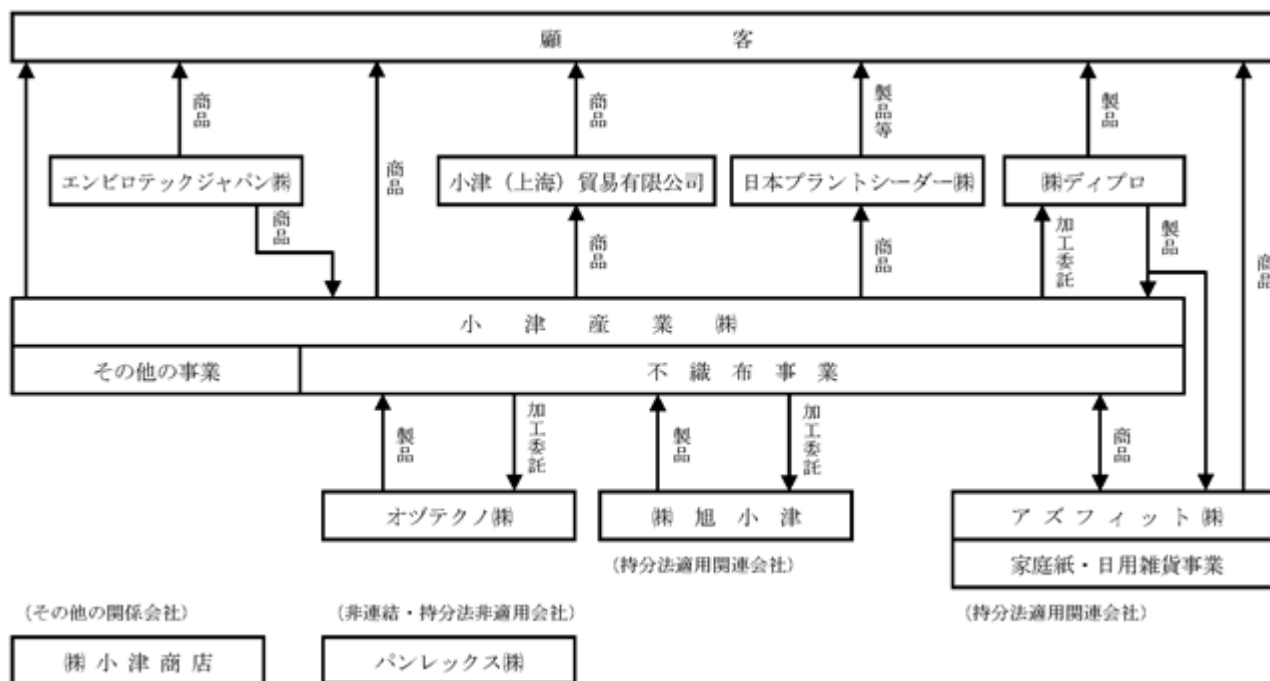 顧客
商品
商品
製品等
製品
エンビロテックジャパン㈱
商品
小津（上海）貿易有限公司
日本プラントシーダー㈱
㈱ディプロ
商品
商品
商品
加工委託
製品
商品
小津産業㈱
その他の事業
不織布事業
製品
加工委託
製品
加工委託
商品
オヅテクノ㈱
㈱旭小津
アズフィット㈱
(持分法適用関連会社)
家庭紙・日用雑貨事業
(その他の関係会社)
(非連結・持分法非適用会社)
(持分法適用関連会社)
㈱小津商店
パンレックス㈱